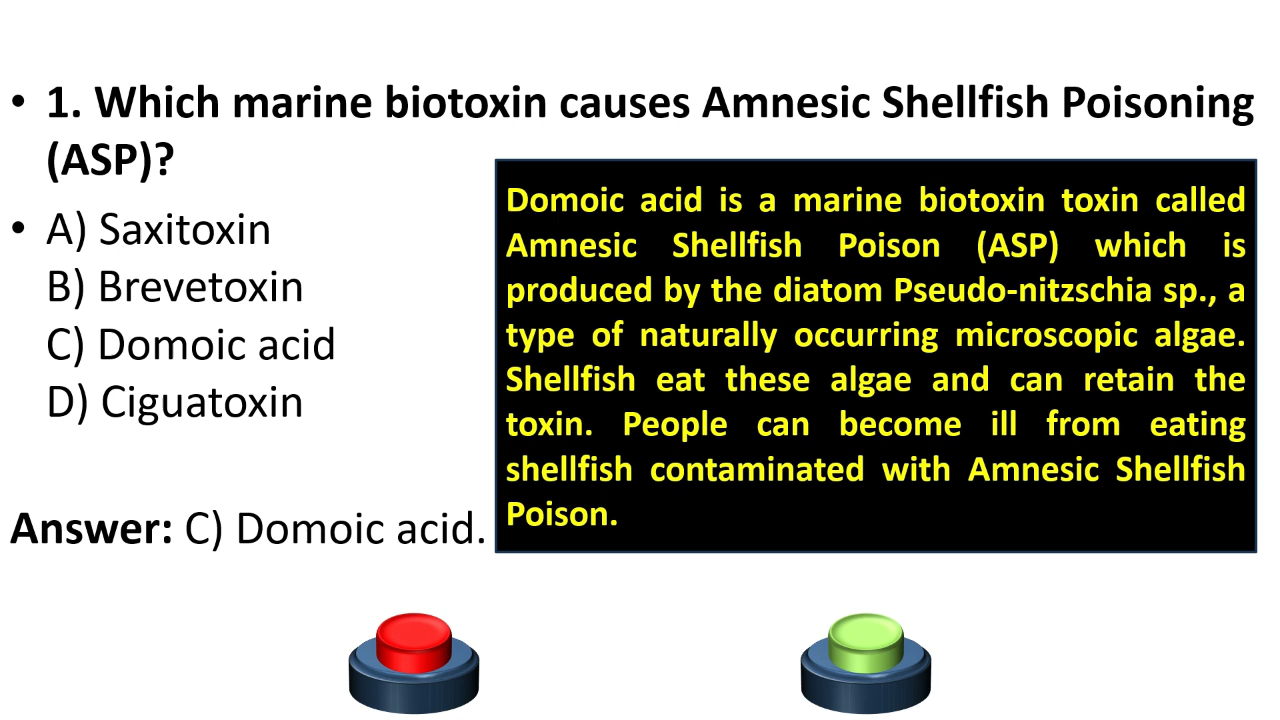 • 1. Which marine biotoxin causes Amnesic Shellfish Poisoning
(ASP)?
• A) Saxitoxin
B) Brevetoxin
C) Domoic acid
D) Ciguatoxin
Answer: C) Domoic acid.
Domoic acid is a marine biotoxin toxin called
Amnesic Shellfish Poison (ASP) which is
produced by the diatom Pseudo-nitzschia sp., a
type of naturally occurring microscopic algae.
Shellfish eat these algae and can retain the
toxin. People can become ill from eating
shellfish contaminated with Amnesic Shellfish
Poison.